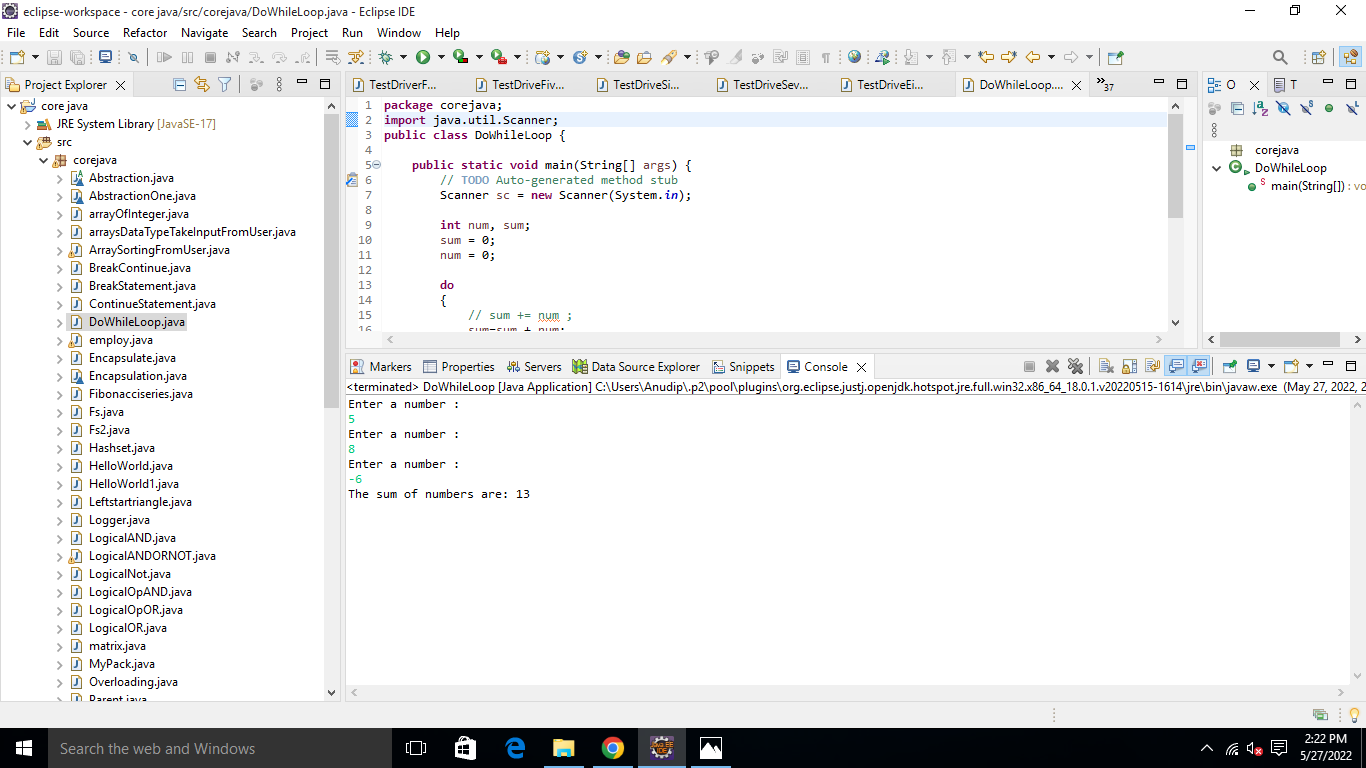 eclipse-workspace - core java/src/corejava/DoWhileLoop.java - Eclipse IDE
File Edit Source Refactor Navigate Search Project Run Window Help
Project Explorer
core java
JRE System Library [JavaSE-17]
src
corejava
Abstraction.java
AbstractionOne.java
arrayOfInteger.java
arraysDataTypeTakeInputFromUser.java
ArraySortingFromUser.java
BreakContinue.java
BreakStatement.java
ContinueStatement.java
DoWhileLoop.java
employ.java
Encapsulate.java
Encapsulation.java
Fibonacciseries.java
Fs.java
Fs2.java
Hashset.java
HelloWorld.java
HelloWorld1.java
Leftstartriangle.java
Logger.java
LogicalAND.java
LogicalANDORNOT.java
LogicalNot.java
LogicalOpAND.java
LogicalOpOR.java
LogicalOR.java
matrix.java
MyPack.java
Overloading.java
Parent.java
TestDriverF... TestDriveFiv... TestDriveSi... TestDriveSev... TestDriveEi... DoWhileLoop.... 37
1 package corejava;
2 import java.util.Scanner;
3 public class DoWhileLoop {
4
5 public static void main(String[] args) {
6 // TODO Auto-generated method stub
7 Scanner sc = new Scanner(System.in);
8
9 int num, sum;
10 sum = 0;
11 num = 0;
12
13 do
14 {
15 // sum += num ;
16 sum=sum + num;
O T
corejava
DoWhileLoop
main(String[]) : vo
Markers Properties Servers Data Source Explorer Snippets Console
<terminated> DoWhileLoop [Java Application] C:\Users\Anudip\.p2\pool\plugins\org.eclipse.justj.openjdk.hotspot.jre.full.win32.x86_64_18.0.1.v20220515-1614\jre\bin\javaw.exe (May 27, 2022, 2
Enter a number :
5
Enter a number :
8
Enter a number :
-6
The sum of numbers are: 13
Search the web and Windows
2:22 PM
5/27/2022